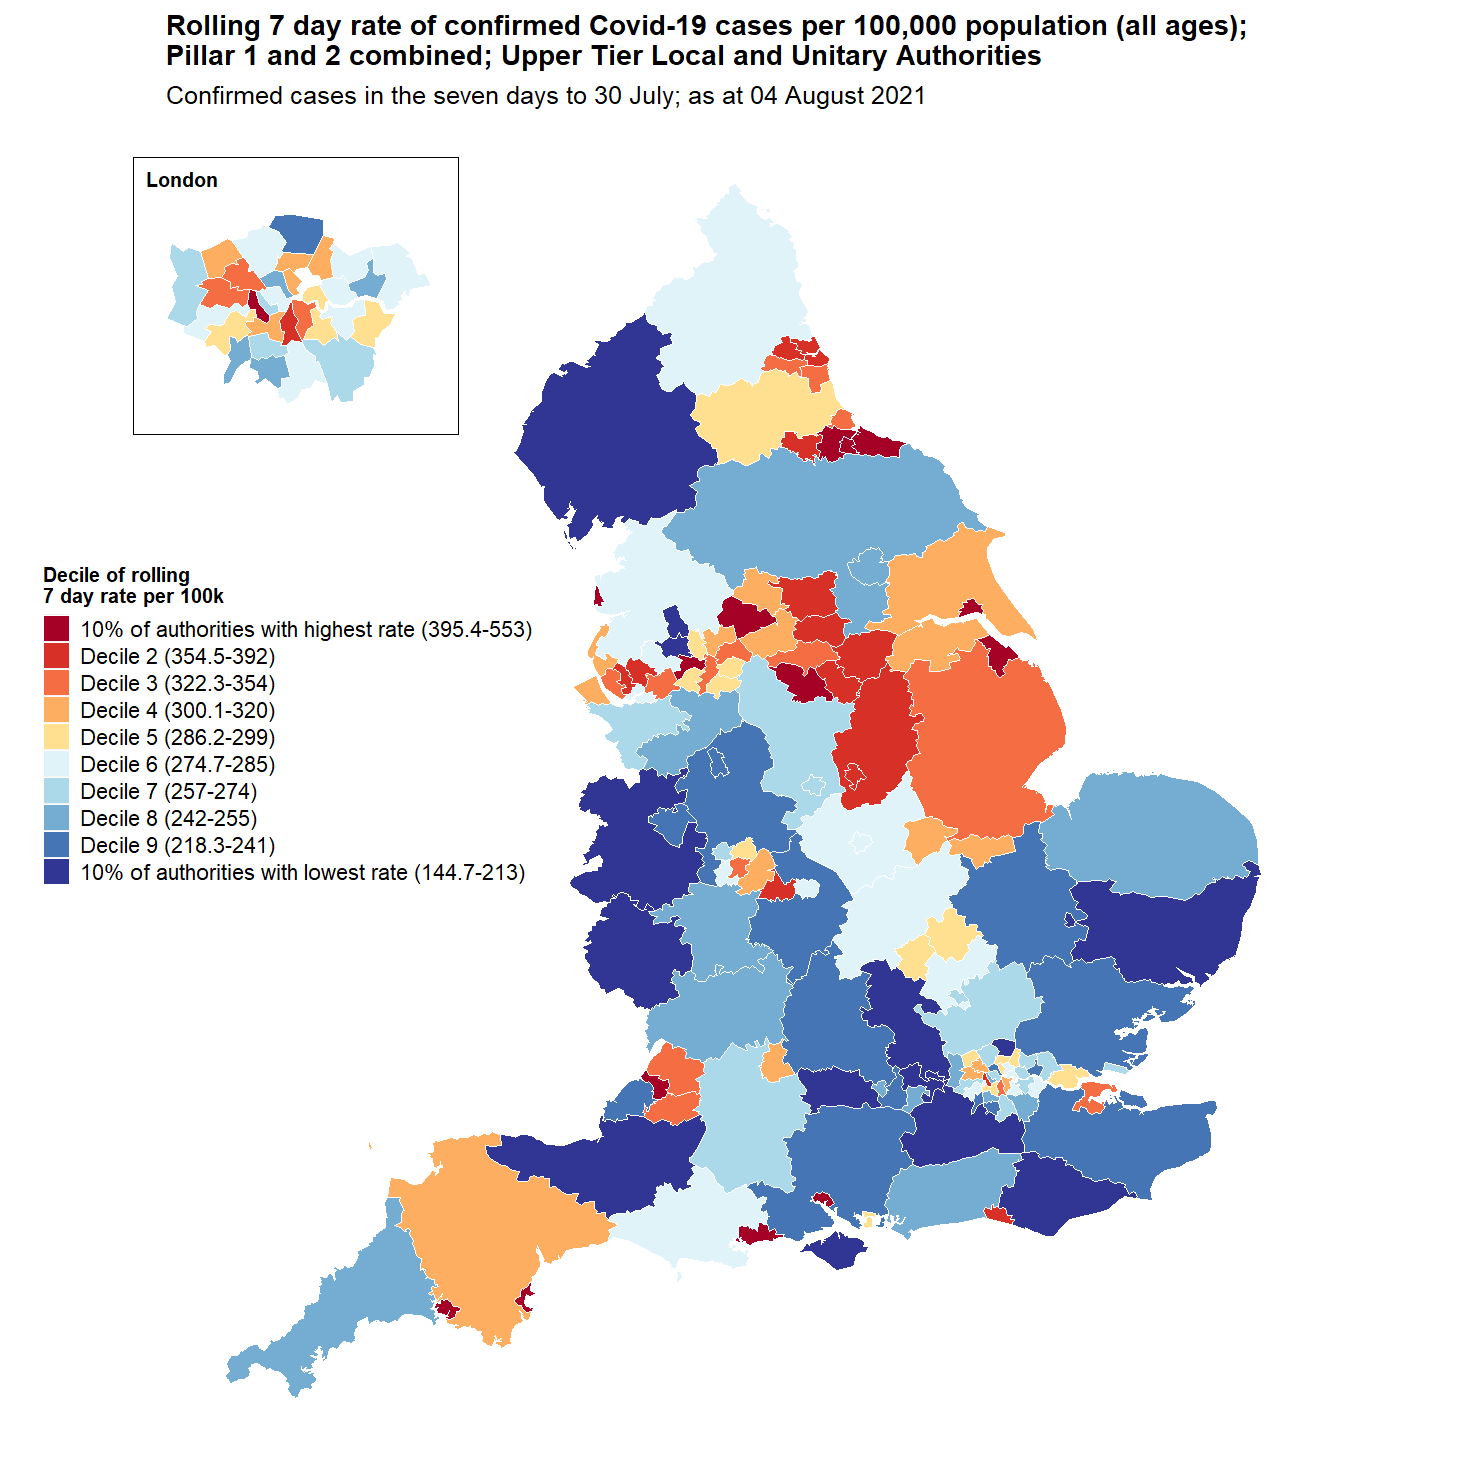 Rolling 7 day rate of confirmed Covid-19 cases per 100,000 population (all ages);
Pillar 1 and 2 combined; Upper Tier Local and Unitary Authorities
Confirmed cases in the seven days to 30 July; as at 04 August 2021
London
Decile of rolling
7 day rate per 100k
10% of authorities with highest rate (395.4-553)
Decile 2 (354.5-392)
Decile 3 (322.3-354)
Decile 4 (300.1-320)
Decile 5 (286.2-299)
Decile 6 (274.7-285)
Decile 7 (257-274)
Decile 8 (242-255)
Decile 9 (218.3-241)
10% of authorities with lowest rate (144.7-213)